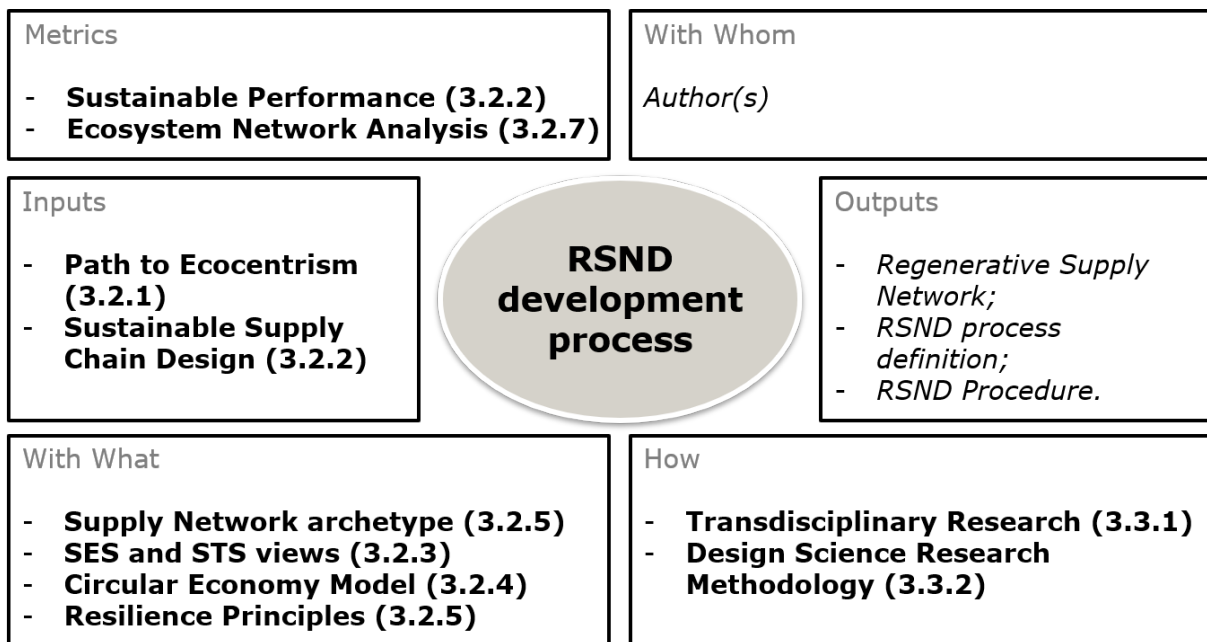 Metrics
- Sustainable Performance (3.2.2)
- Ecosystem Network Analysis (3.2.7)
With Whom
Author(s)
Inputs
- Path to Ecocentrism
(3.2.1)
- Sustainable Supply
Chain Design (3.2.2)
RSND
development
process
Outputs
- Regenerative Supply
Network;
- RSND process
definition;
- RSND Procedure.
With What
- Supply Network archetype (3.2.5)
- SES and STS views (3.2.3)
- Circular Economy Model (3.2.4)
- Resilience Principles (3.2.5)
How
- Transdisciplinary Research (3.3.1)
- Design Science Research
Methodology (3.3.2)